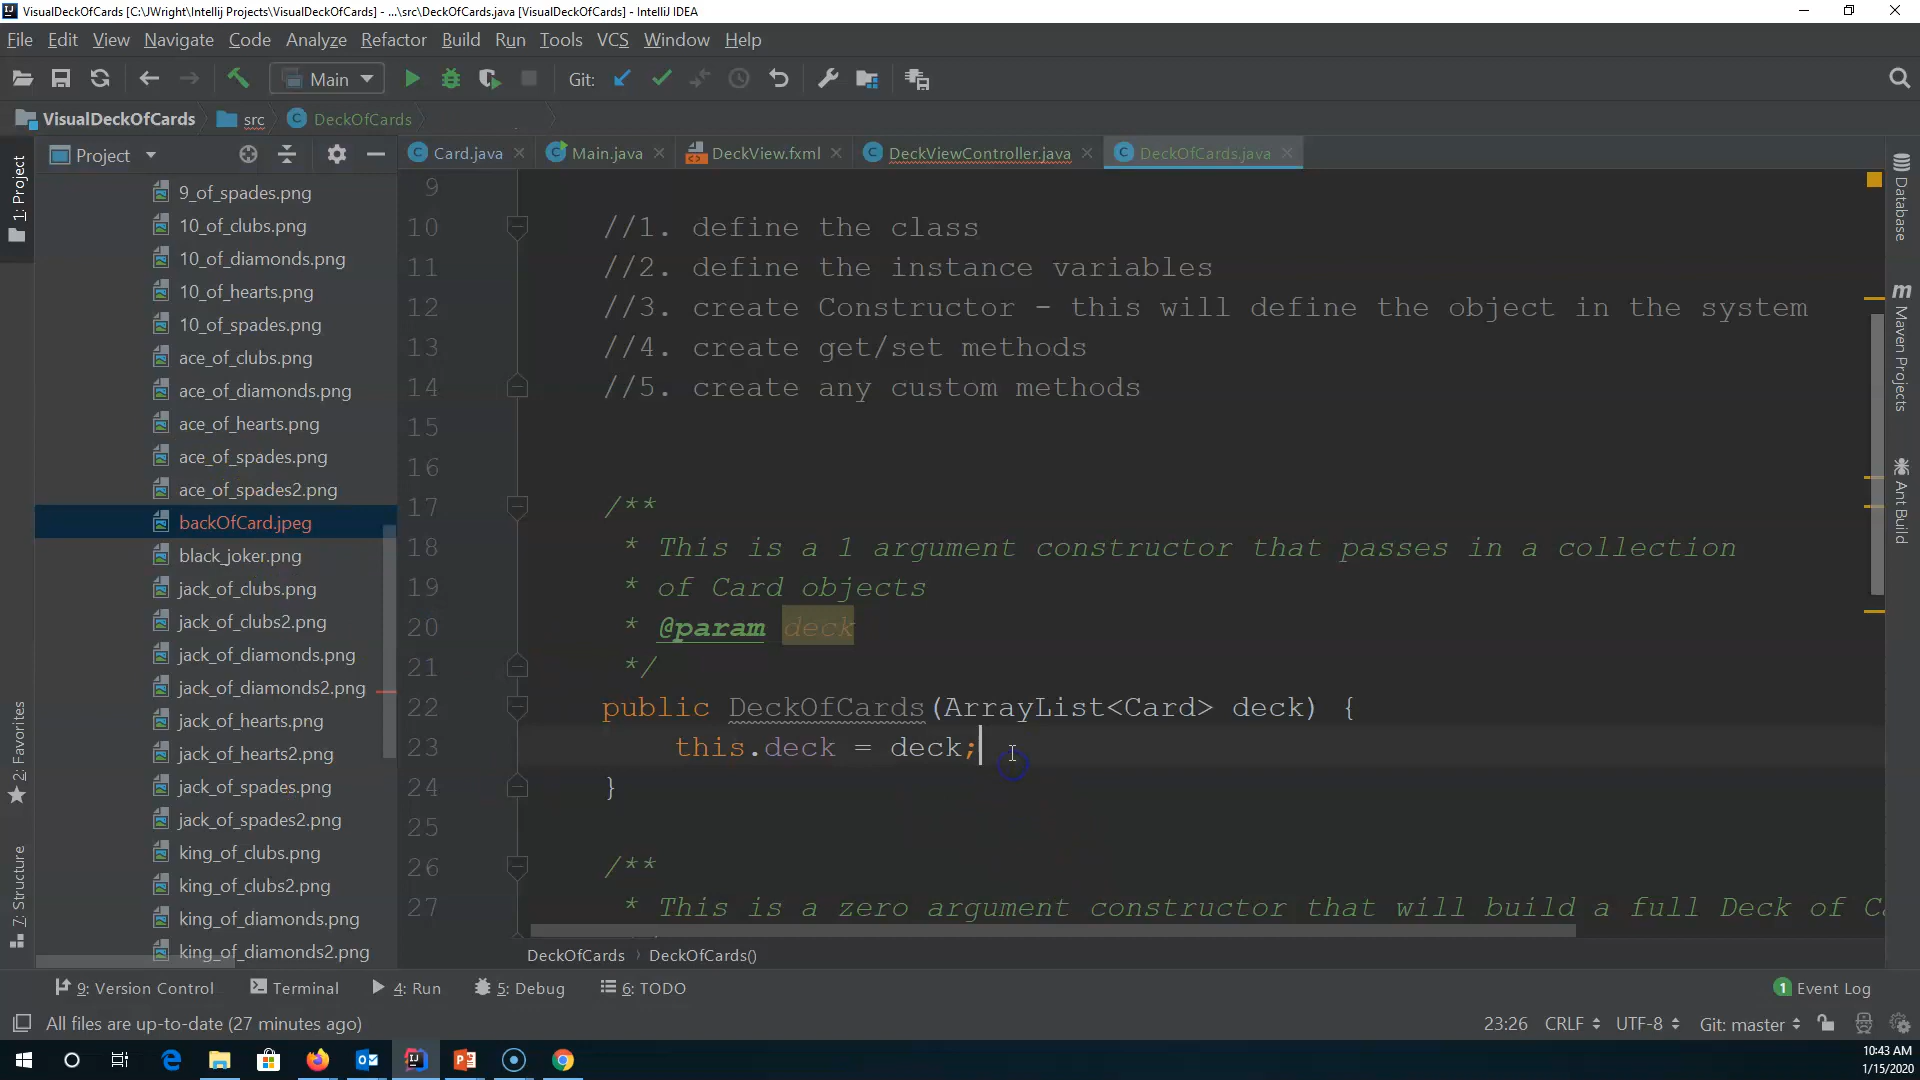 VisualDeckOfCards [C:\JWright\Intellij Projects\VisualDeckOfCards] - ...\src\DeckOfCards.java [VisualDeckOfCards] - IntelliJ IDEA
File Edit View Navigate Code Analyze Refactor Build Run Tools VCS Window Help
Main Git:
VisualDeckOfCards src DeckOfCards
Project
Card.java Main.java DeckView.fxml DeckViewController.java DeckOfCards.java
1: Project
2: Favorites
7: Structure
9_of_spades.png
10_of_clubs.png
10_of_diamonds.png
10_of_hearts.png
10_of_spades.png
ace_of_clubs.png
ace_of_diamonds.png
ace_of_hearts.png
ace_of_spades.png
ace_of_spades2.png
backOfCard.jpeg
black_joker.png
jack_of_clubs.png
jack_of_clubs2.png
jack_of_diamonds.png
jack_of_diamonds2.png
jack_of_hearts.png
jack_of_hearts2.png
jack_of_spades.png
jack_of_spades2.png
king_of_clubs.png
king_of_clubs2.png
king_of_diamonds.png
king_of_diamonds2.png
9
10 //1. define the class
11 //2. define the instance variables
12 //3. create Constructor - this will define the object in the system
13 //4. create get/set methods
14 //5. create any custom methods
15
16
17 /**
18 * This is a 1 argument constructor that passes in a collection
19 * of Card objects
20 * @param deck
21 */
22 public DeckOfCards(ArrayList<Card> deck) {
23 this.deck = deck;
24 }
25
26 /**
27 * This is a zero argument constructor that will build a full Deck of C
DeckOfCards › DeckOfCards()
Database
m Maven Projects
Ant Build
9: Version Control Terminal 4: Run 5: Debug 6: TODO 1 Event Log
All files are up-to-date (27 minutes ago) 23:26 CRLF UTF-8 Git: master
10:43 AM
1/15/2020